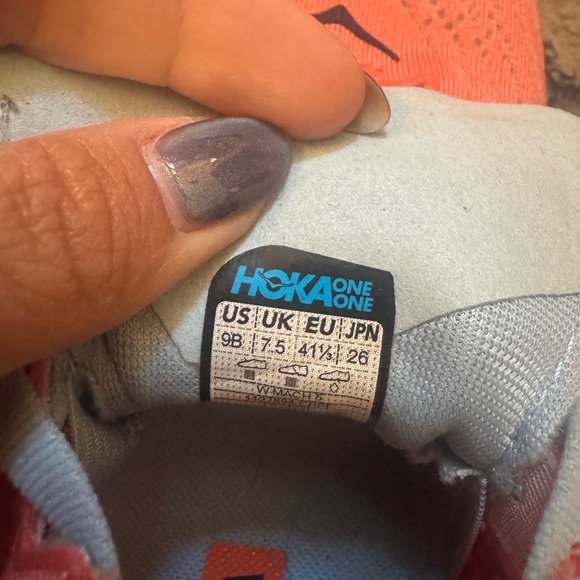 HOKA ONE ONE
US UK EU JPN
9B 7.5 41⅓ 26
W MACH 5